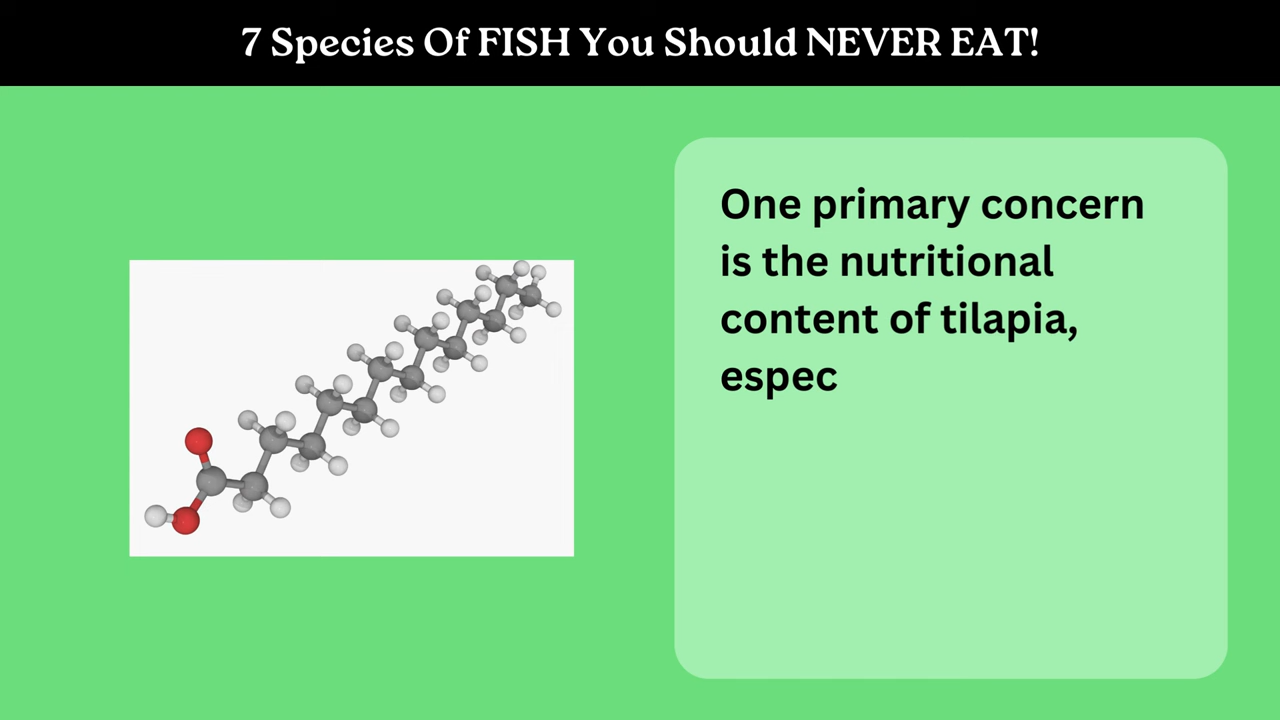 7 Species Of FISH You Should NEVER EAT!
One primary concern
is the nutritional
content of tilapia,
espec